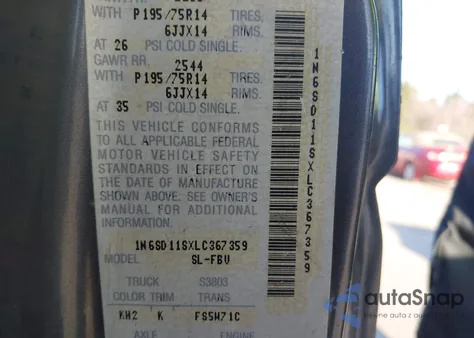 WITH P195/75R14 TIRES.
6JJX14 RIMS.
AT 26 PSI COLD SINGLE.
GAWR RR. 2544
WITH P195/75R14 TIRES.
6JJX14 RIMS.
AT 35 PSI COLD SINGLE.
THIS VEHICLE CONFORMS
TO ALL APPLICABLE FEDERAL
MOTOR VEHICLE SAFETY
STANDARDS IN EFFECT ON
THE DATE OF MANUFACTURE
SHOWN ABOVE. SEE OWNER'S
MANUAL FOR ADDITIONAL
INFORMATION.
1N6SD11SXLC367359
MODEL SL-FBV
TRUCK S3803
COLOR TRIM TRANS
KH2 K FS5W71C
AXLE ENGINE
1N6SD11SXLC367359
autoSnap